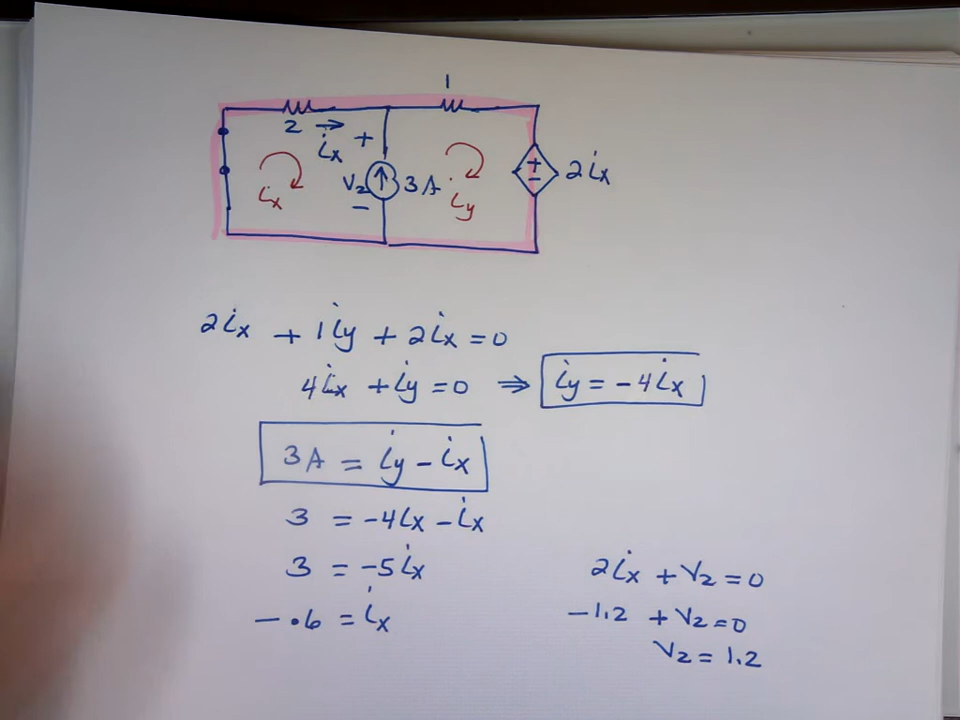 1
2 → ix +
+
ix V2 3 A iy - 2ix
–
2ix + 1iy + 2ix = 0
4ix + iy = 0 ⇒ iy = -4ix
3A = iy - ix
3 = -4ix - ix
3 = -5ix
-.6 = ix
2ix + V2 = 0
-1.2 + V2 = 0
V2 = 1.2